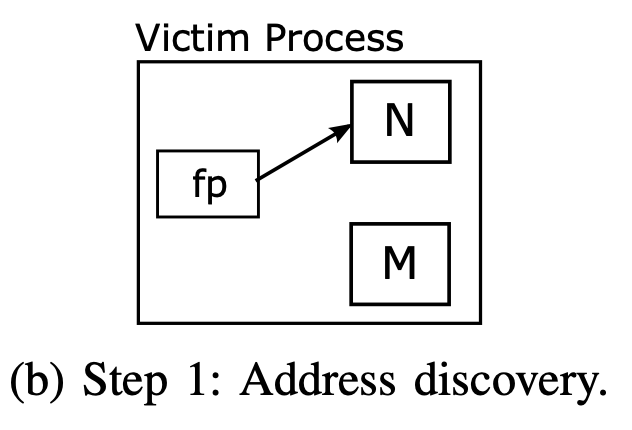 Victim Process
N
fp
M
(b) Step 1: Address discovery.